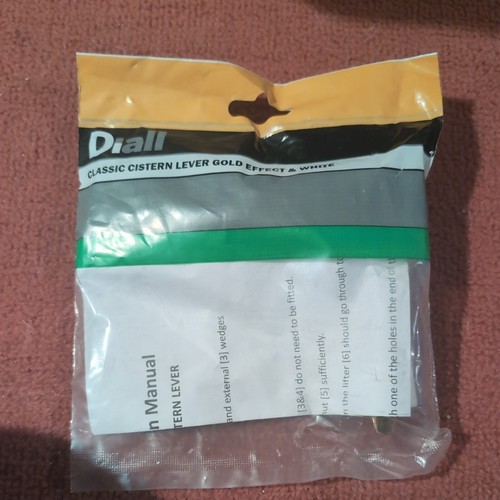 Diall
CLASSIC CISTERN LEVER GOLD EFFECT & WHITE
n Manual
TERN LEVER
and external [3] wedges
[3&4] do not need to be fitted.
ut [5] sufficiently.
n the lifter [6] should go through to
h one of the holes in the end of t